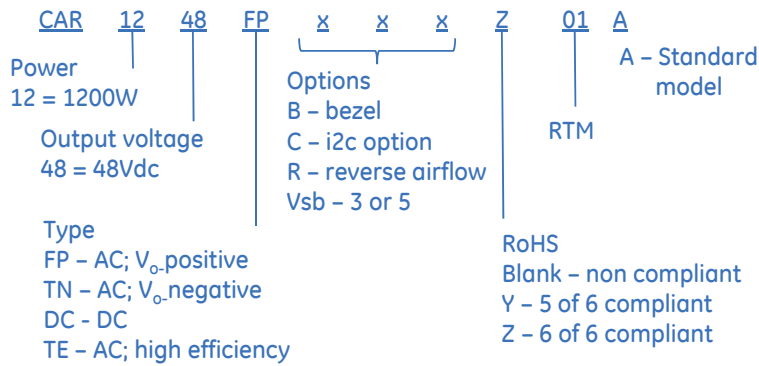 CAR 12 48 FP x x x Z 01 A
A – Standard
model
Power
12 = 1200W
Options
B – bezel
C – i2c option
R – reverse airflow
Vsb – 3 or 5
RTM
Output voltage
48 = 48Vdc
Type
FP – AC; Vo-positive
TN – AC; Vo-negative
DC - DC
TE – AC; high efficiency
RoHS
Blank – non compliant
Y – 5 of 6 compliant
Z – 6 of 6 compliant